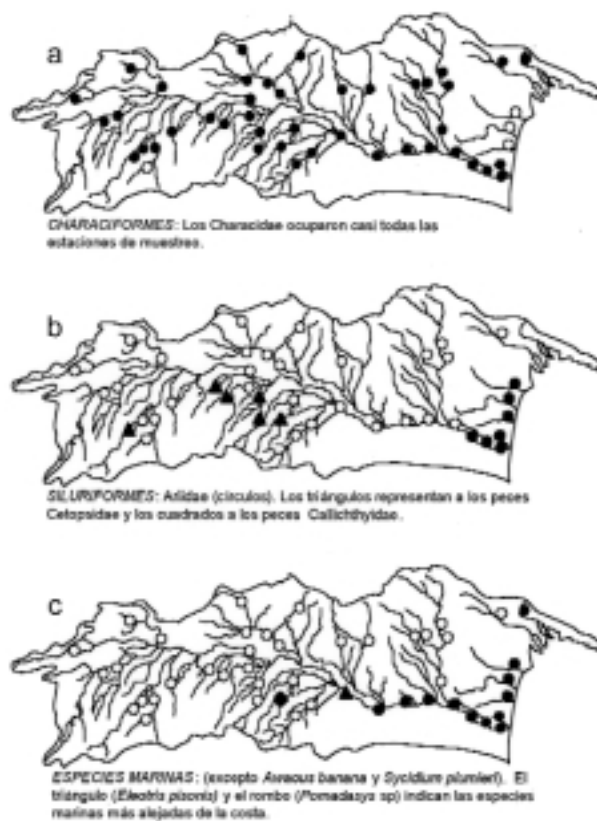 a
CHARACIFORMES: Los Characidae ocuparon casi todas las
estaciones de muestreo.
b
SILURIFORMES: Ariidae (círculos). Los triángulos representan a los peces
Cetopsidae y los cuadrados a los peces Callichthyidae.
c
ESPECIES MARINAS: (excepto Awaous banana y Sycidium plumieri). El
triángulo (Eleotris pisonis) y el rombo (Pomadasys sp) indican las especies
marinas más alejadas de la costa.